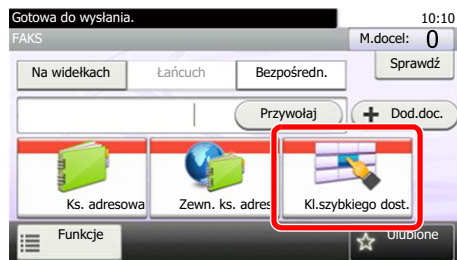 Gotowa do wysłania. 10:10
FAKS M.docel: 0
Sprawdź
Na widełkach Łańcuch Bezpośredn.
Przywołaj + Dod.doc.
Ks. adresowa Zewn. ks. adres Kl.szybkiego dost.
Funkcje Ulubione